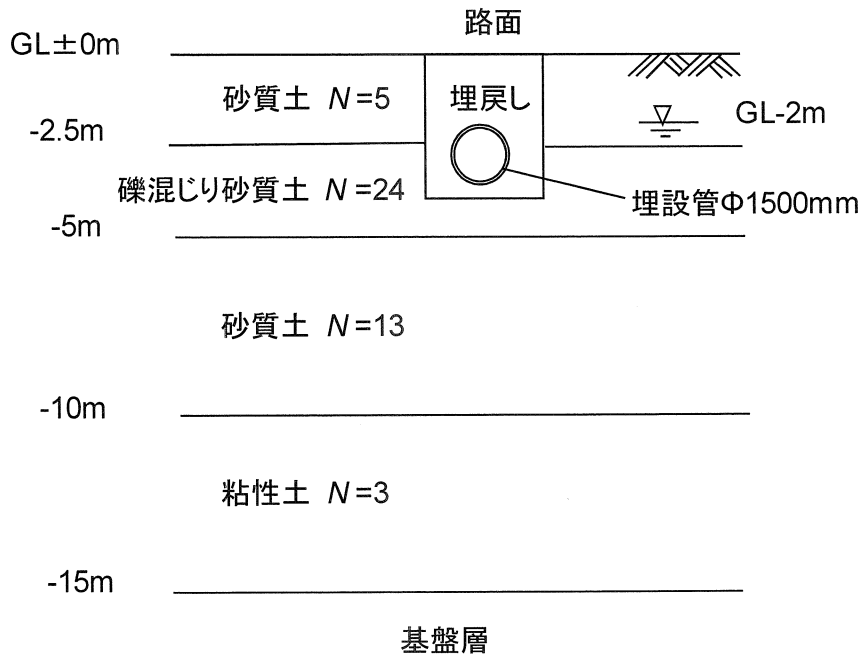 路面
GL±0m
砂質土 N=5
埋戻し
GL-2m
-2.5m
礫混じり砂質土 N=24
埋設管Φ1500mm
-5m
砂質土 N=13
-10m
粘性土 N=3
-15m
基盤層